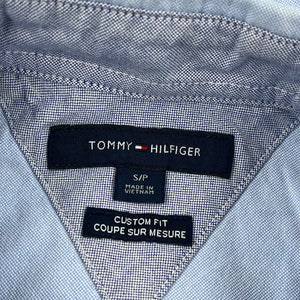 TOMMY HILFIGER
S/P
MADE IN
VIETNAM
CUSTOM FIT
COUPE SUR MESURE